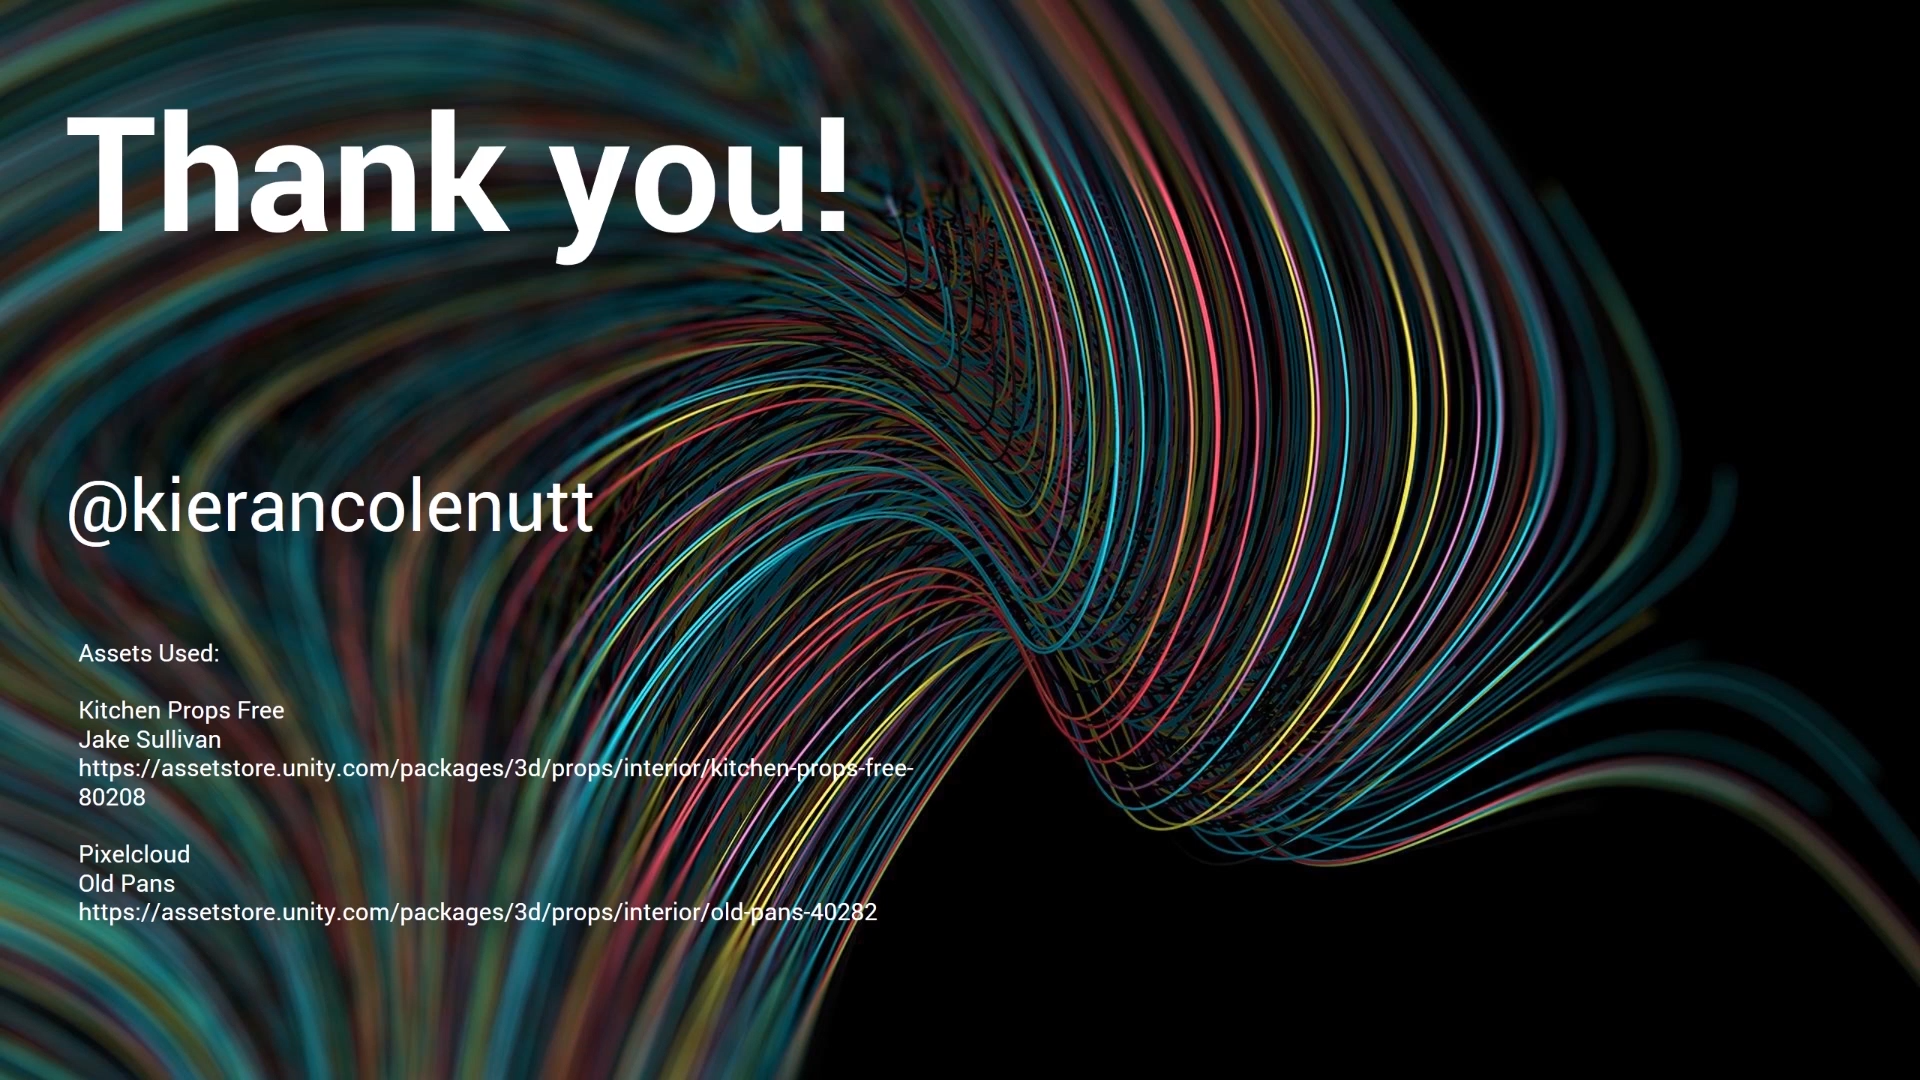 Thank you!
@kierancolenutt
Assets Used:
Kitchen Props Free
Jake Sullivan
https://assetstore.unity.com/packages/3d/props/interior/kitchen-props-free-
80208
Pixelcloud
Old Pans
https://assetstore.unity.com/packages/3d/props/interior/old-pans-40282